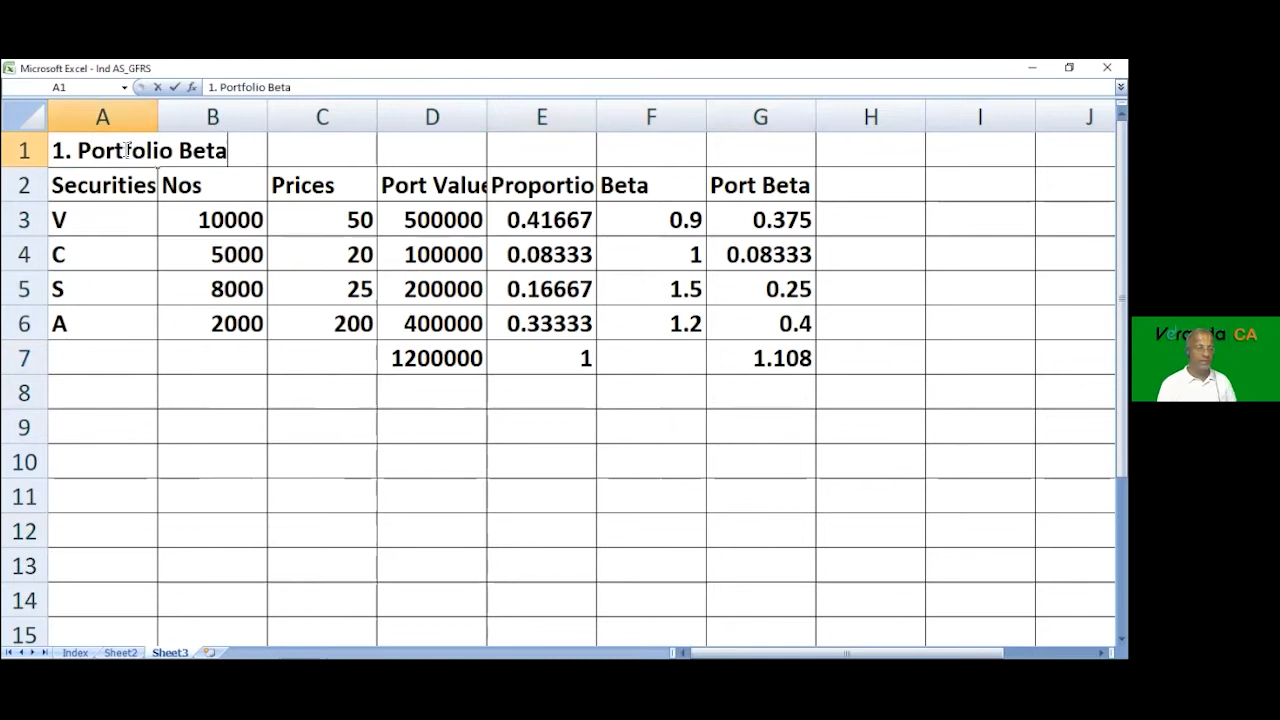 Microsoft Excel - Ind AS_GFRS
A1 fx 1. Portfolio Beta
A B C D E F G H I J
1 1. Portfolio Beta
2 Securities Nos Prices Port Value Proportio Beta Port Beta
3 V 10000 50 500000 0.41667 0.9 0.375
4 C 5000 20 100000 0.08333 1 0.08333
5 S 8000 25 200000 0.16667 1.5 0.25
6 A 2000 200 400000 0.33333 1.2 0.4
7 1200000 1 1.108
8
9
10
11
12
13
14
15
Index Sheet2 Sheet3
CA